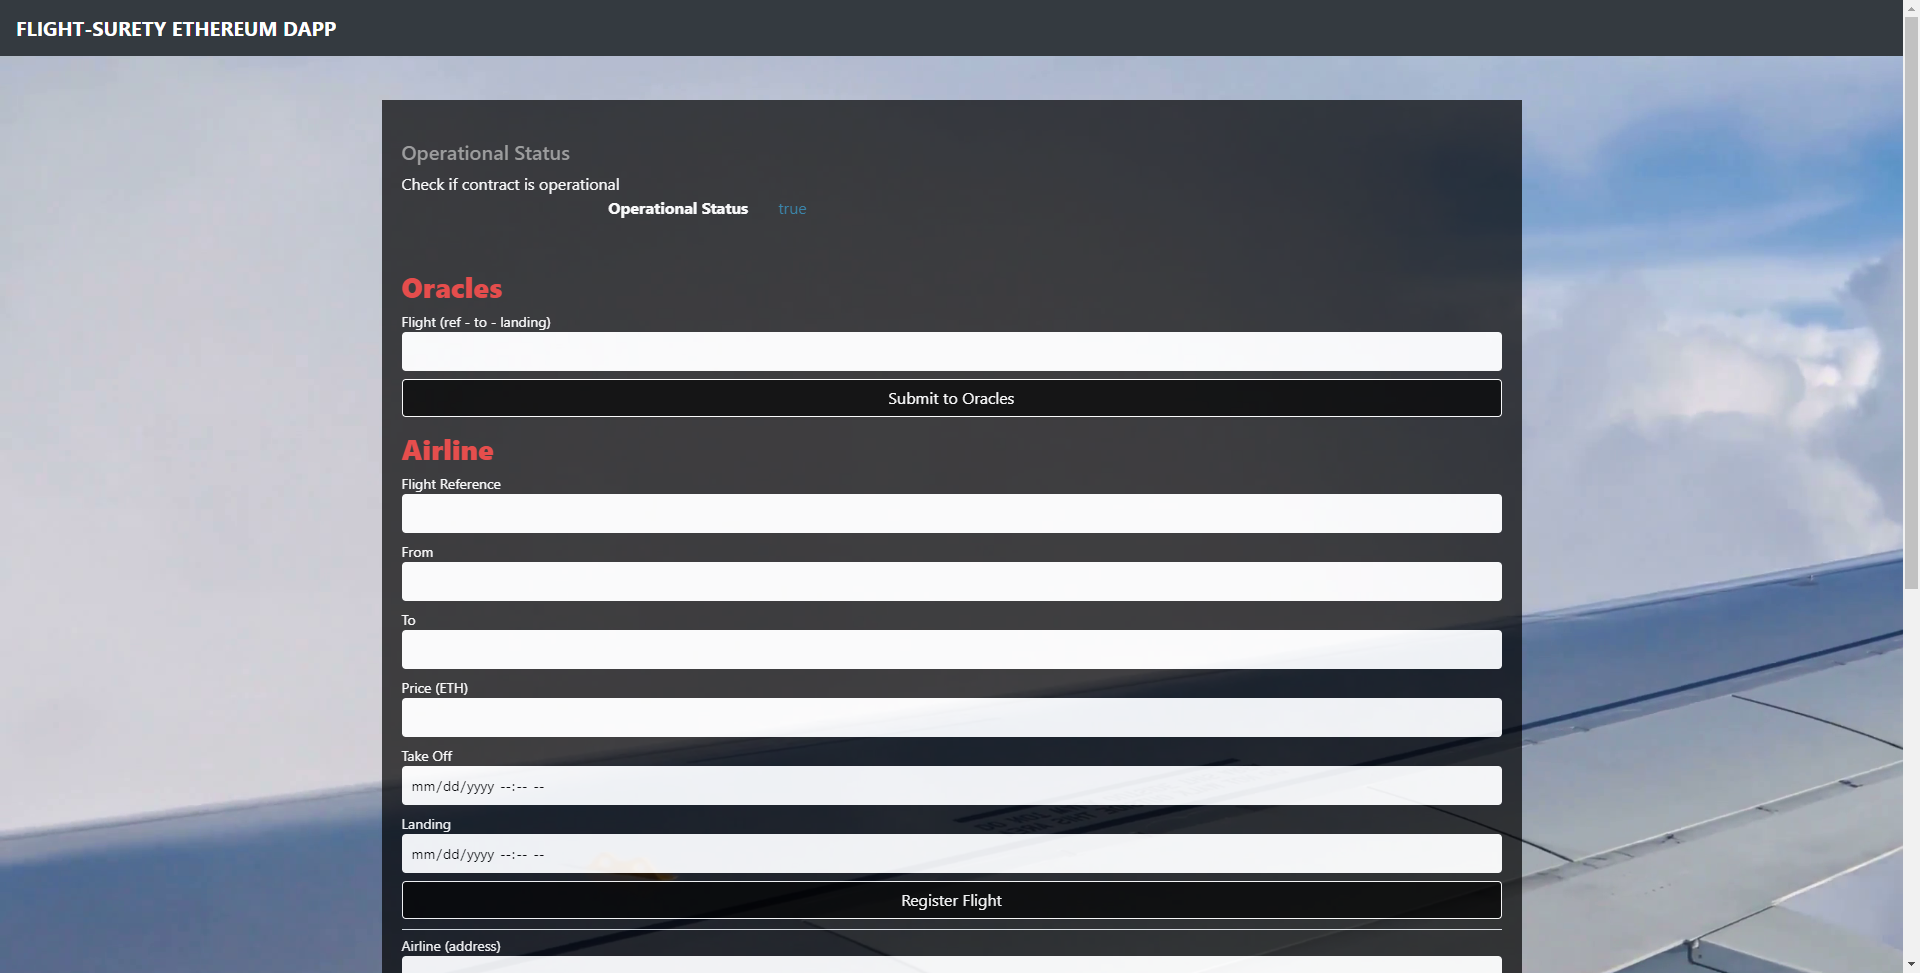 FLIGHT-SURETY ETHEREUM DAPP
Operational Status
Check if contract is operational
Operational Status true
Oracles
Flight (ref - to - landing)
Submit to Oracles
Airline
Flight Reference
From
To
Price (ETH)
Take Off
mm/dd/yyyy --:-- --
Landing
mm/dd/yyyy --:-- --
Register Flight
Airline (address)